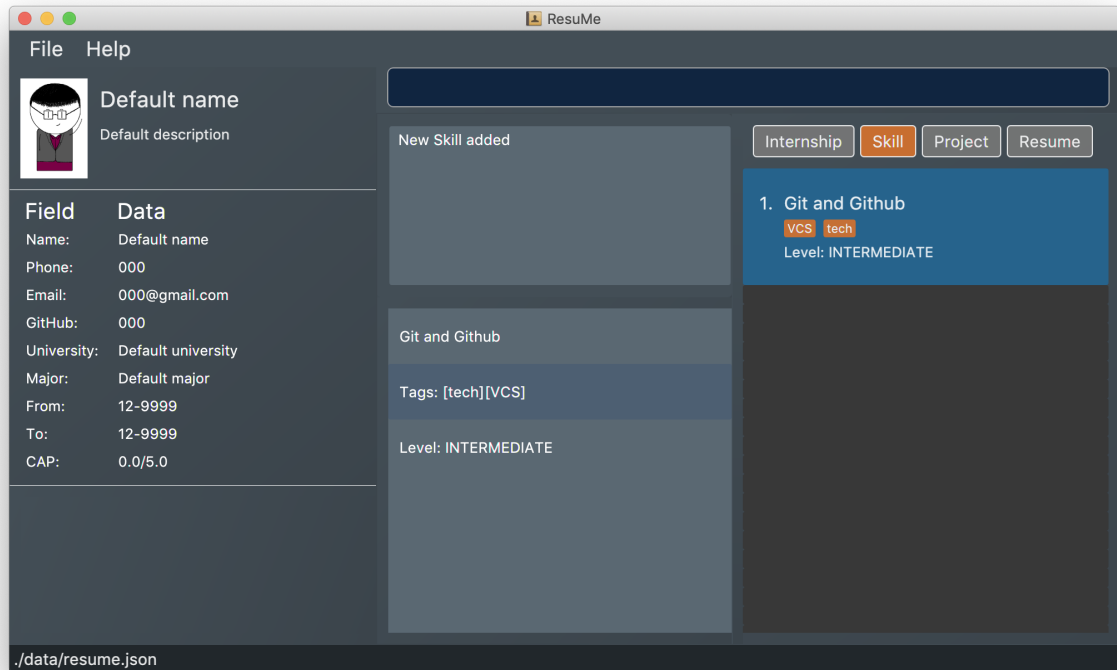 ResuMe
File Help
Default name
Default description
Field Data
Name: Default name
Phone: 000
Email: 000@gmail.com
GitHub: 000
University: Default university
Major: Default major
From: 12-9999
To: 12-9999
CAP: 0.0/5.0
New Skill added
Git and Github
Tags: [tech][VCS]
Level: INTERMEDIATE
Internship Skill Project Resume
1. Git and Github
VCS tech
Level: INTERMEDIATE
./data/resume.json